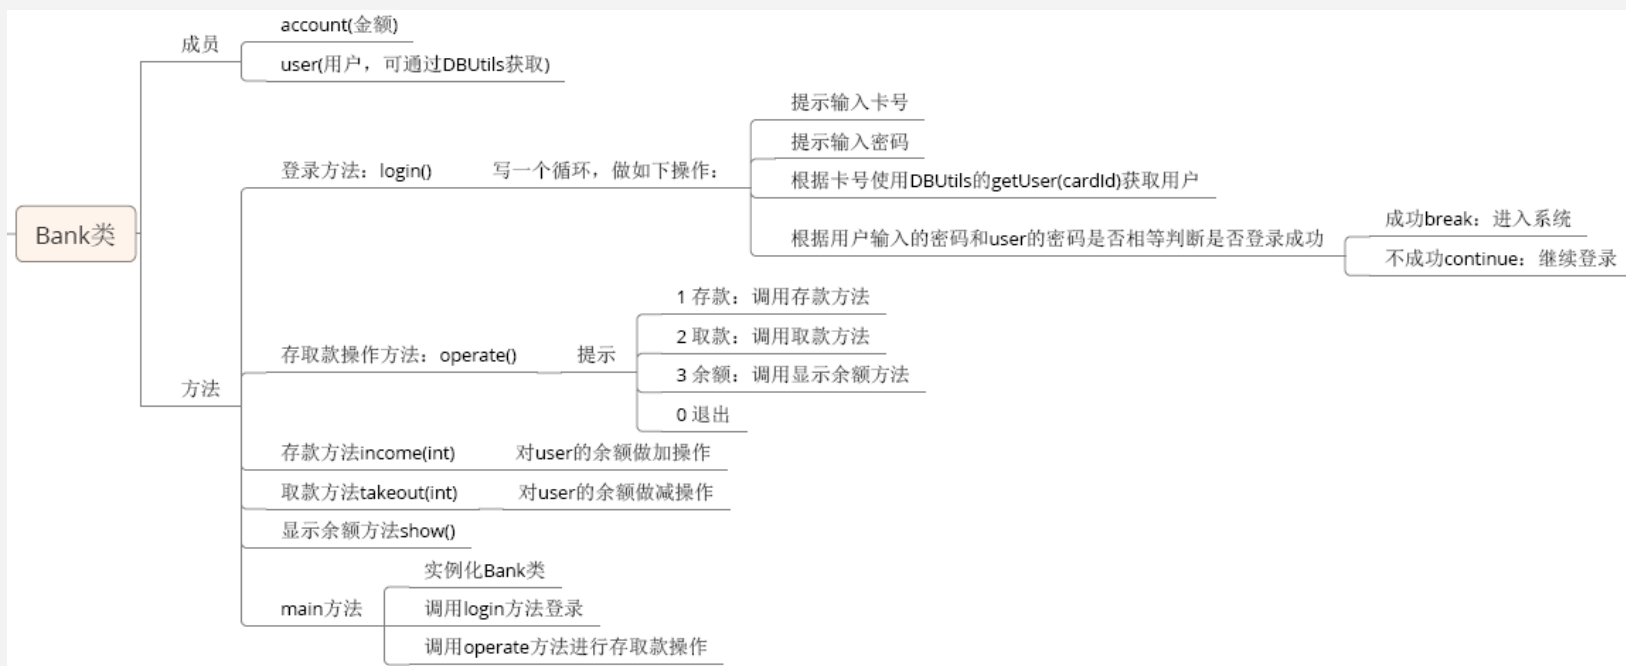 Bank类
成员
account(金额)
user(用户，可通过DBUtils获取)
方法
登录方法：login()
写一个循环，做如下操作：
提示输入卡号
提示输入密码
根据卡号使用DBUtils的getUser(cardId)获取用户
根据用户输入的密码和user的密码是否相等判断是否登录成功
成功break：进入系统
不成功continue：继续登录
存取款操作方法：operate()
提示
1 存款：调用存款方法
2 取款：调用取款方法
3 余额：调用显示余额方法
0 退出
存款方法income(int)
对user的余额做加操作
取款方法takeout(int)
对user的余额做减操作
显示余额方法show()
main方法
实例化Bank类
调用login方法登录
调用operate方法进行存取款操作